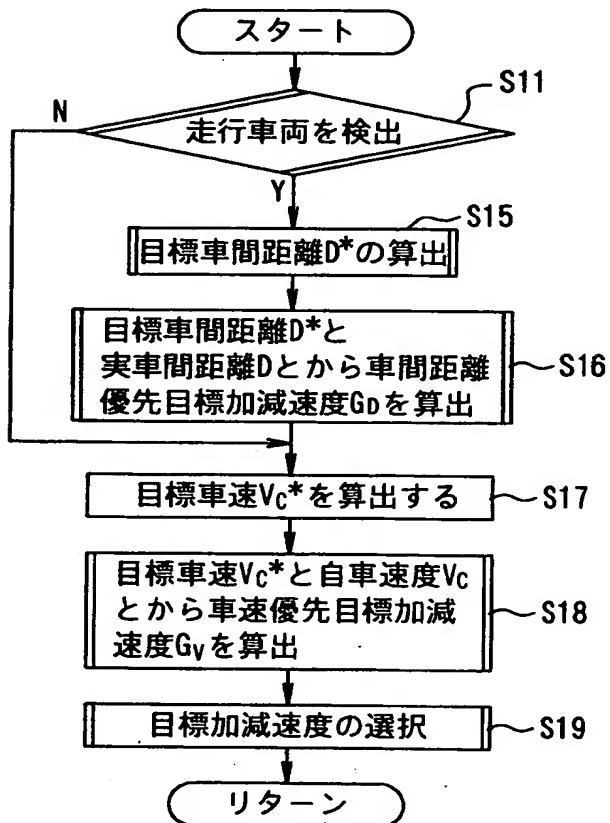 スタート
S11
N
走行車両を検出
Y
S15
目標車間距離D*の算出
目標車間距離D*と
実車間距離Dとから車間距離
優先目標加減速度GDを算出
S16
目標車速VC*を算出する
S17
目標車速VC*と自車速度VC
とから車速優先目標加減
速度GVを算出
S18
目標加減速度の選択
S19
リターン